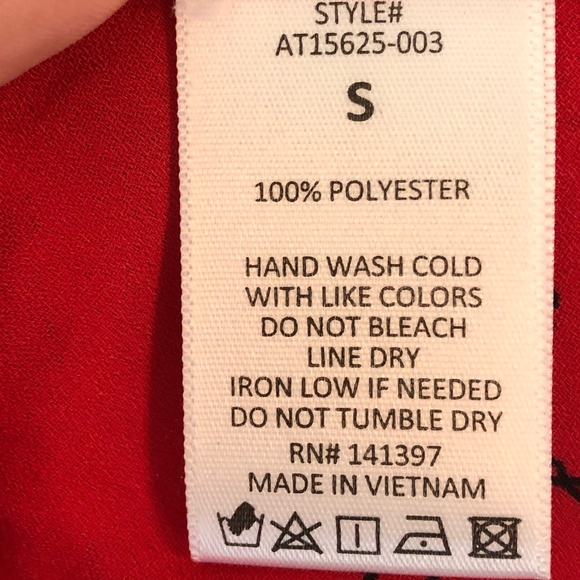 STYLE#
AT15625-003
S
100% POLYESTER
HAND WASH COLD
WITH LIKE COLORS
DO NOT BLEACH
LINE DRY
IRON LOW IF NEEDED
DO NOT TUMBLE DRY
RN# 141397
MADE IN VIETNAM